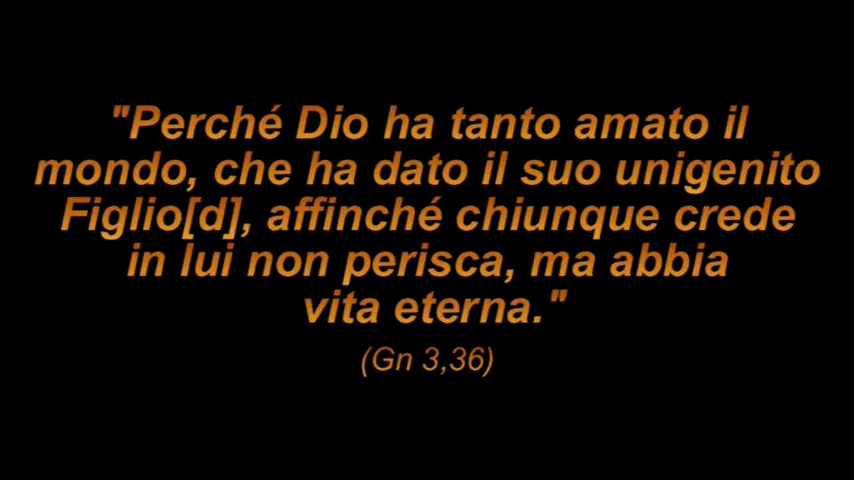 "Perché Dio ha tanto amato il
mondo, che ha dato il suo unigenito
Figlio[d], affinché chiunque crede
in lui non perisca, ma abbia
vita eterna."
(Gn 3,36)